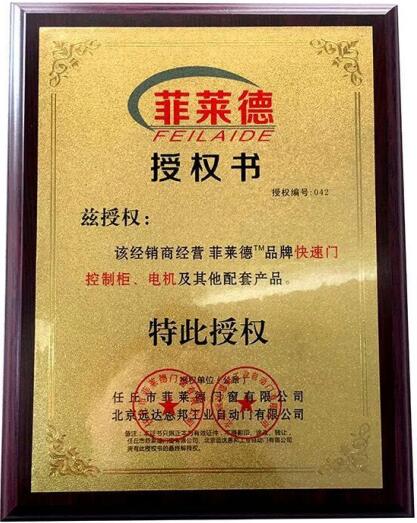 菲莱德
FEILAIDE
授权书
授权编号:042
兹授权:
该经销商经营 菲莱德™品牌快速门
控制柜、电机及其他配套产品。
特此授权
授权单位(公章):
任丘市菲莱德门窗有限公司
北京远达恩邦工业自动门有限公司